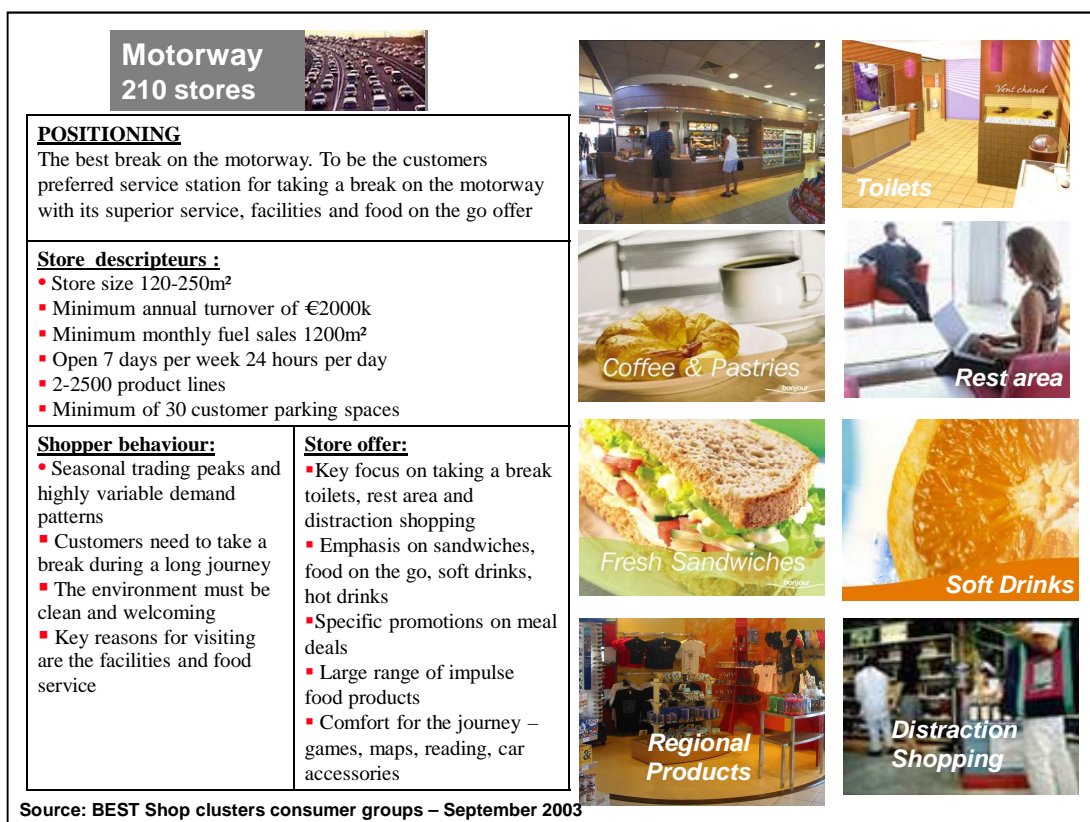 Motorway
210 stores
POSITIONING
The best break on the motorway. To be the customers
preferred service station for taking a break on the motorway
with its superior service, facilities and food on the go offer
Store descripteurs :
• Store size 120-250m²
▪ Minimum annual turnover of €2000k
▪ Minimum monthly fuel sales 1200m²
▪ Open 7 days per week 24 hours per day
▪ 2-2500 product lines
▪ Minimum of 30 customer parking spaces
Shopper behaviour:
• Seasonal trading peaks and
highly variable demand
patterns
▪ Customers need to take a
break during a long journey
▪ The environment must be
clean and welcoming
▪ Key reasons for visiting
are the facilities and food
service
Store offer:
▪Key focus on taking a break
toilets, rest area and
distraction shopping
▪ Emphasis on sandwiches,
food on the go, soft drinks,
hot drinks
▪Specific promotions on meal
deals
▪ Large range of impulse
food products
▪ Comfort for the journey –
games, maps, reading, car
accessories
Vent chaud
Toilets
Coffee & Pastries
bonjour
Rest area
Fresh Sandwiches
bonjour
Soft Drinks
Regional
Products
Distraction
Shopping
Source: BEST Shop clusters consumer groups – September 2003